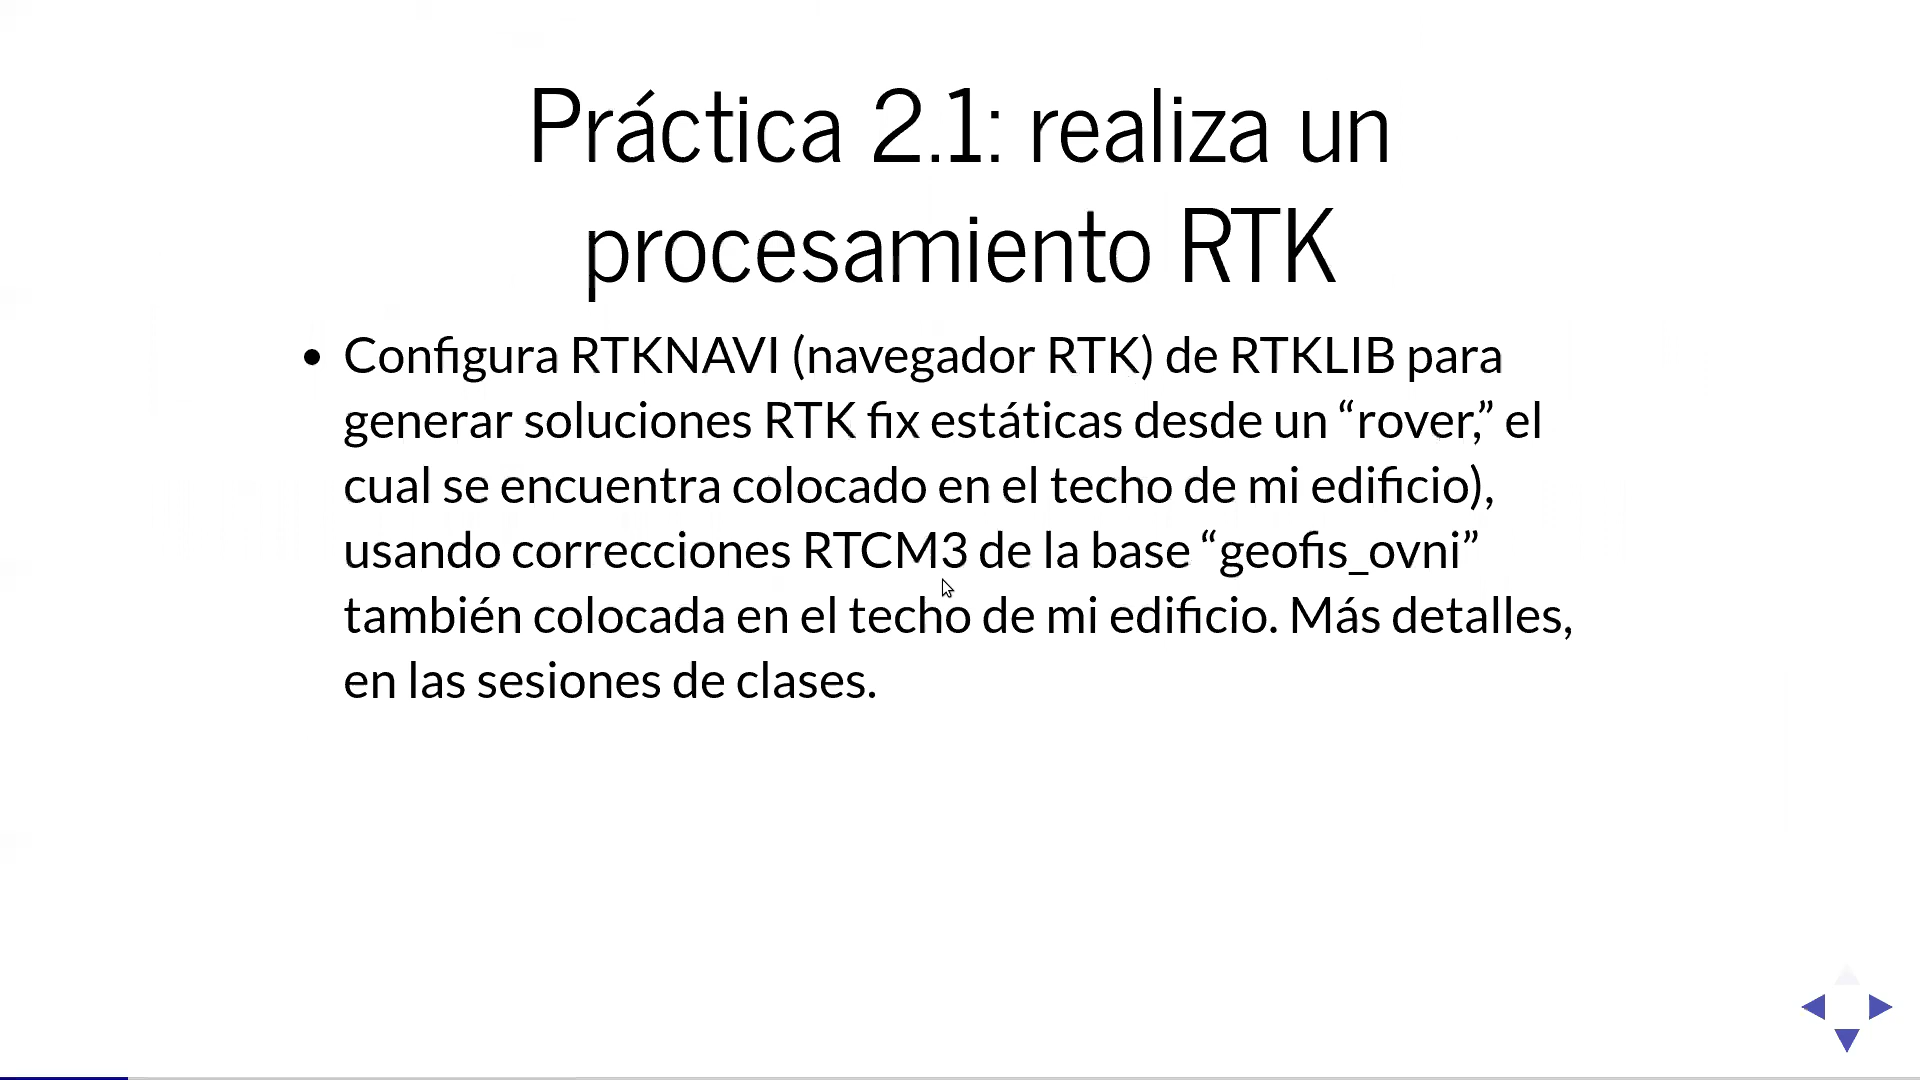 Práctica 2.1: realiza un
procesamiento RTK
• Configura RTKNAVI (navegador RTK) de RTKLIB para
generar soluciones RTK fix estáticas desde un “rover,” el
cual se encuentra colocado en el techo de mi edificio),
usando correcciones RTCM3 de la base “geofis_ovni”
también colocada en el techo de mi edificio. Más detalles,
en las sesiones de clases.